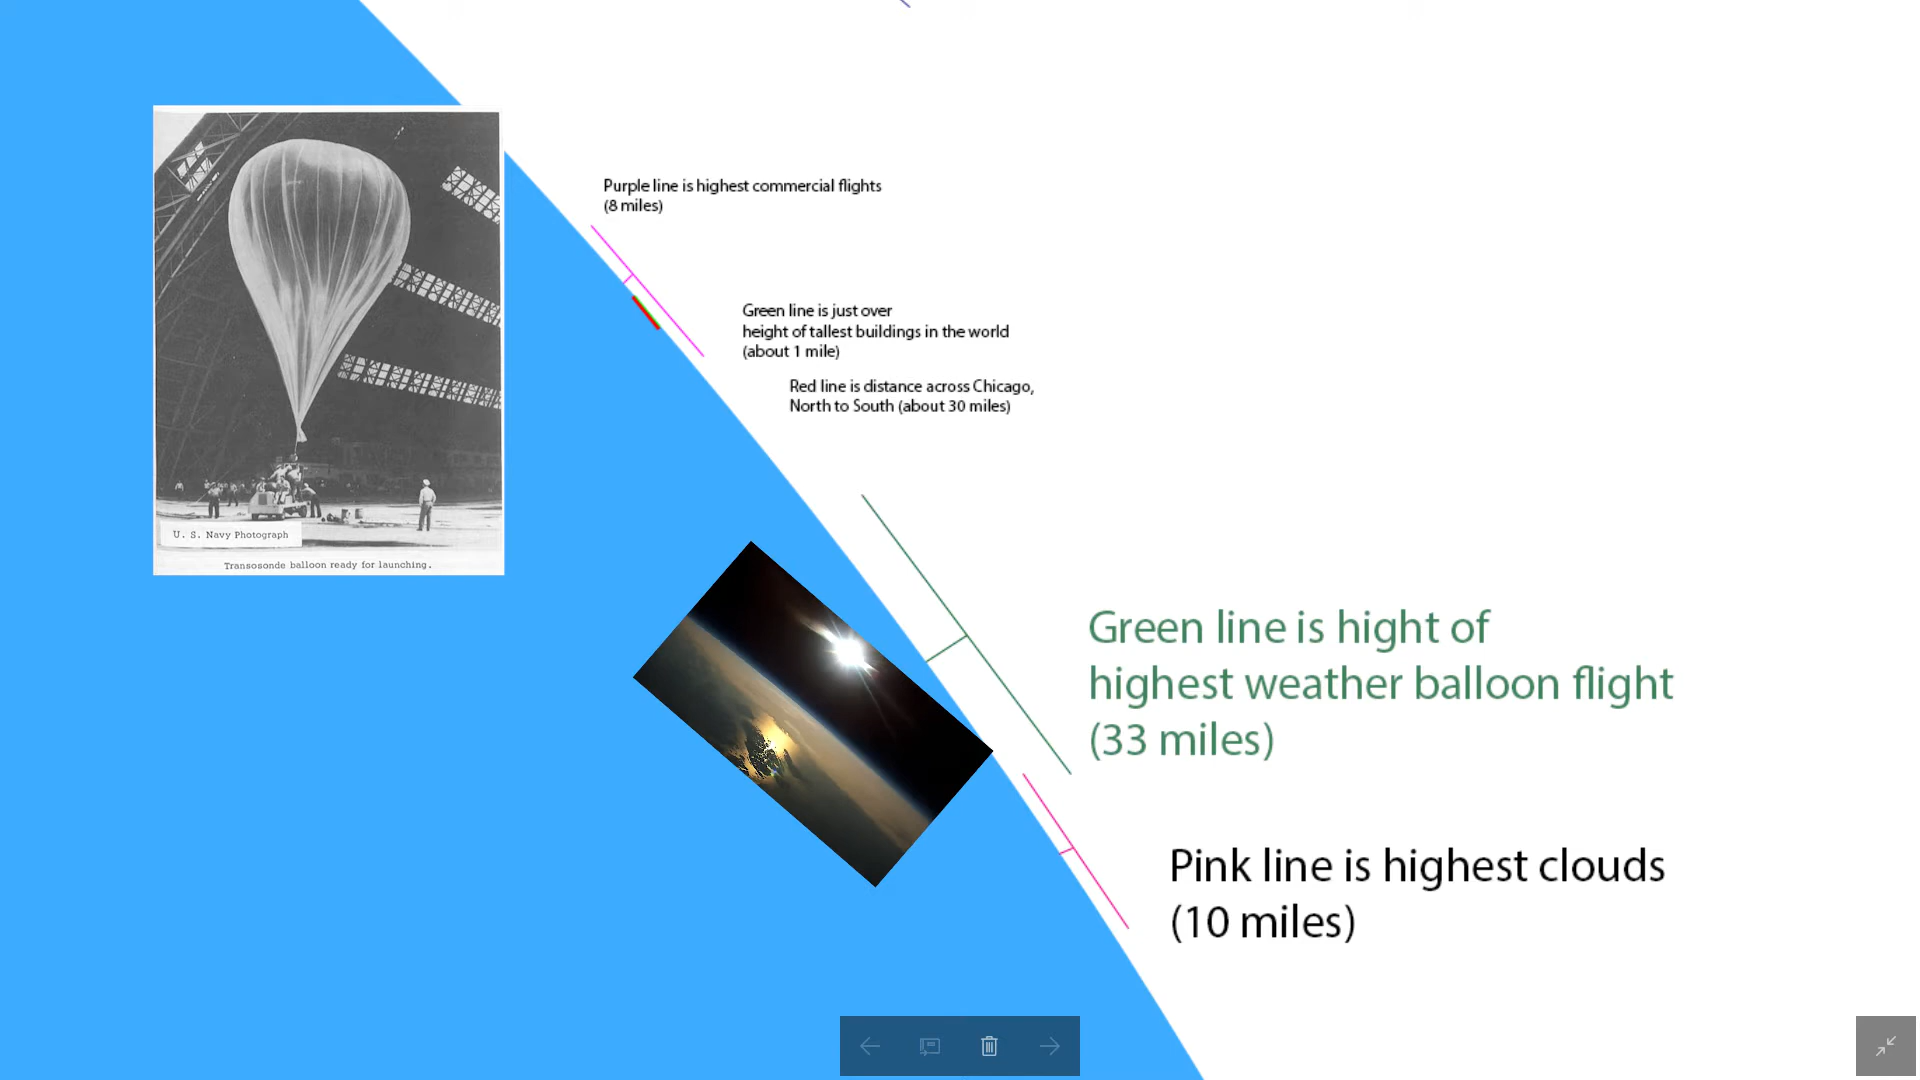 Purple line is highest commercial flights
(8 miles)
Green line is just over
height of tallest buildings in the world
(about 1 mile)
Red line is distance across Chicago,
North to South (about 30 miles)
U. S. Navy Photograph
Transosonde balloon ready for launching.
Green line is hight of
highest weather balloon flight
(33 miles)
Pink line is highest clouds
(10 miles)